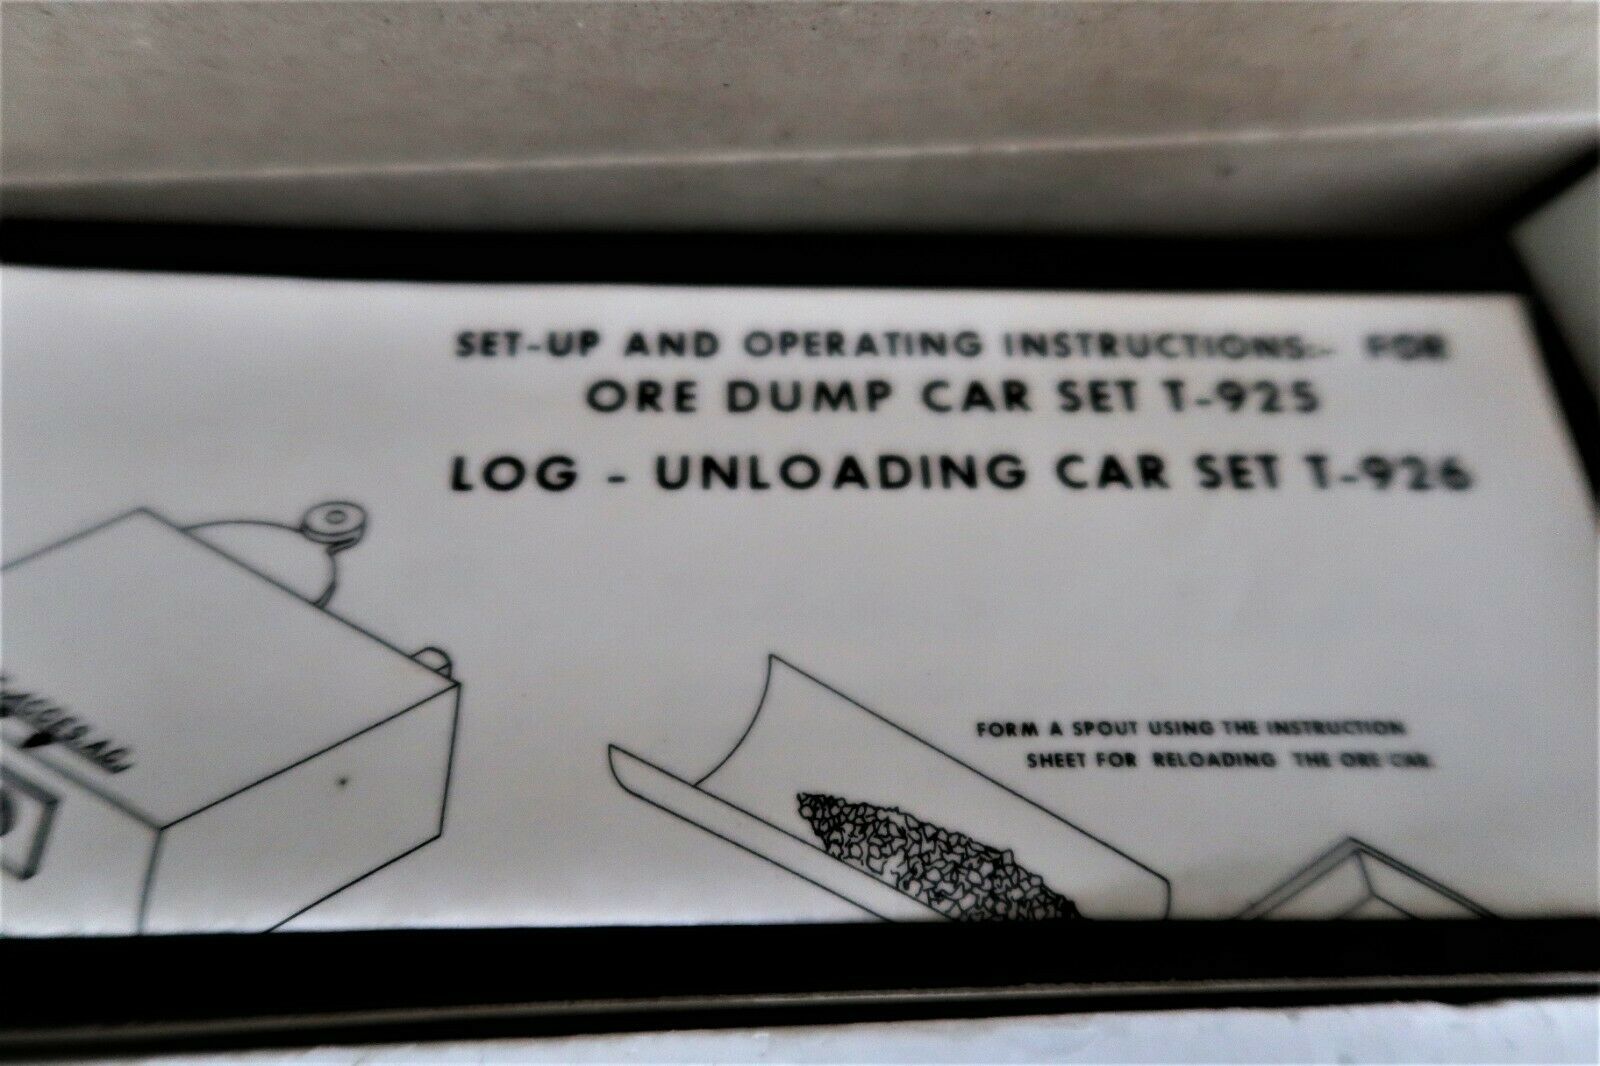 SET-UP AND OPERATING INSTRUCTIONS:- FOR
ORE DUMP CAR SET T-925
LOG - UNLOADING CAR SET T-926
FORM A SPOUT USING THE INSTRUCTION
SHEET FOR RELOADING THE ORE CAR.